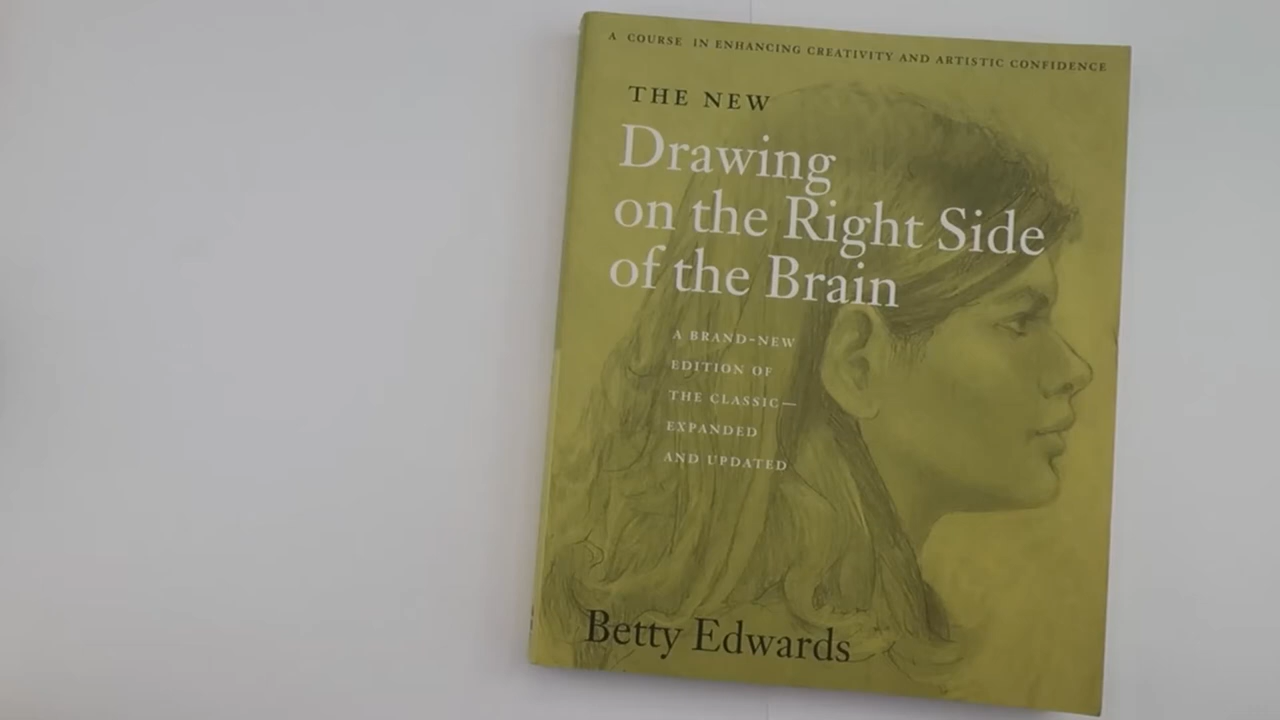 A COURSE IN ENHANCING CREATIVITY AND ARTISTIC CONFIDENCE
THE NEW
Drawing
on the Right Side
of the Brain
A BRAND-NEW
EDITION OF
THE CLASSIC—
EXPANDED
AND UPDATED
Betty Edwards